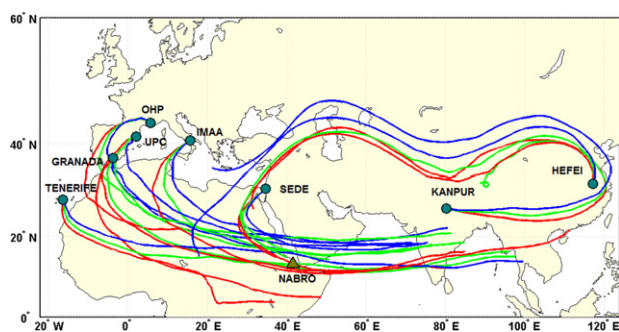 60° N
OHP
UPC
IMAA
40° N
GRANADA
TENERIFE
SEDE
KANPUR
HEFEI
20° N
NABRO
0°
20° W
0° E
20° E
40° E
60° E
80° E
100° E
120° E